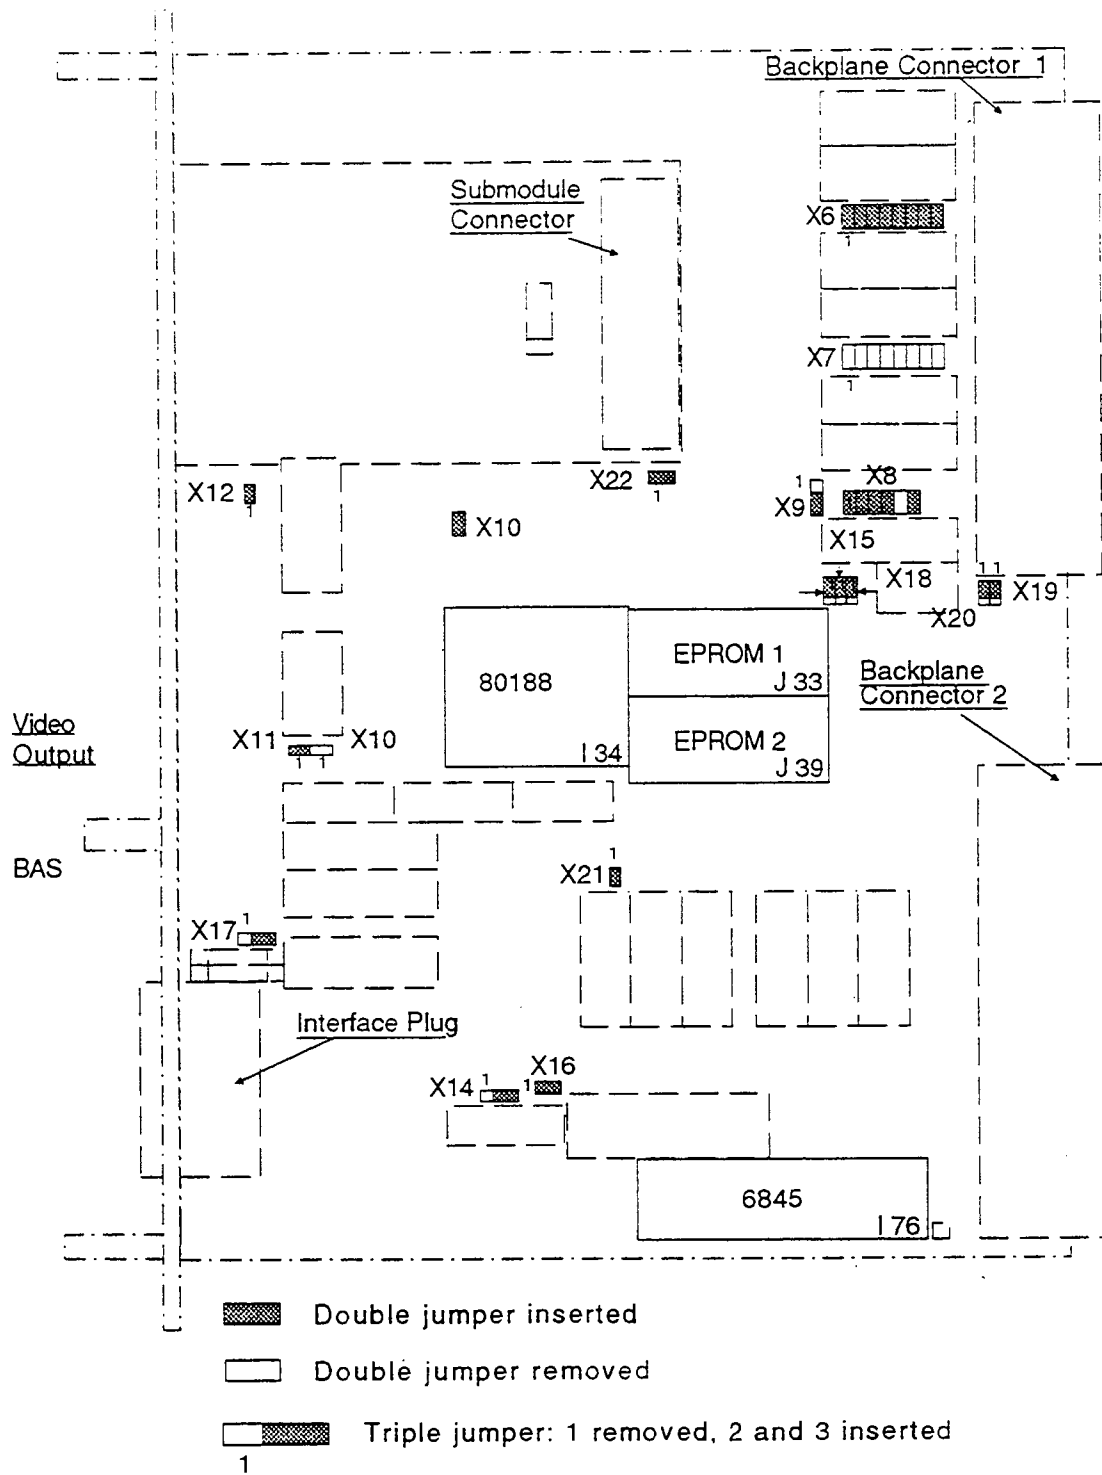 Backplane Connector 1
Submodule
Connector
X6
1
X7
1
X12
1
X22
1
X10
1
X9
X8
X15
X18
11
X19
X20
80188
I 34
EPROM 1
J 33
EPROM 2
J 39
Backplane
Connector 2
Video
Output
X11
X10
1
1
BAS
1
X21
1
X17
Interface Plug
X14
1
1
X16
6845
I 76
Double jumper inserted
Double jumper removed
Triple jumper: 1 removed, 2 and 3 inserted
1